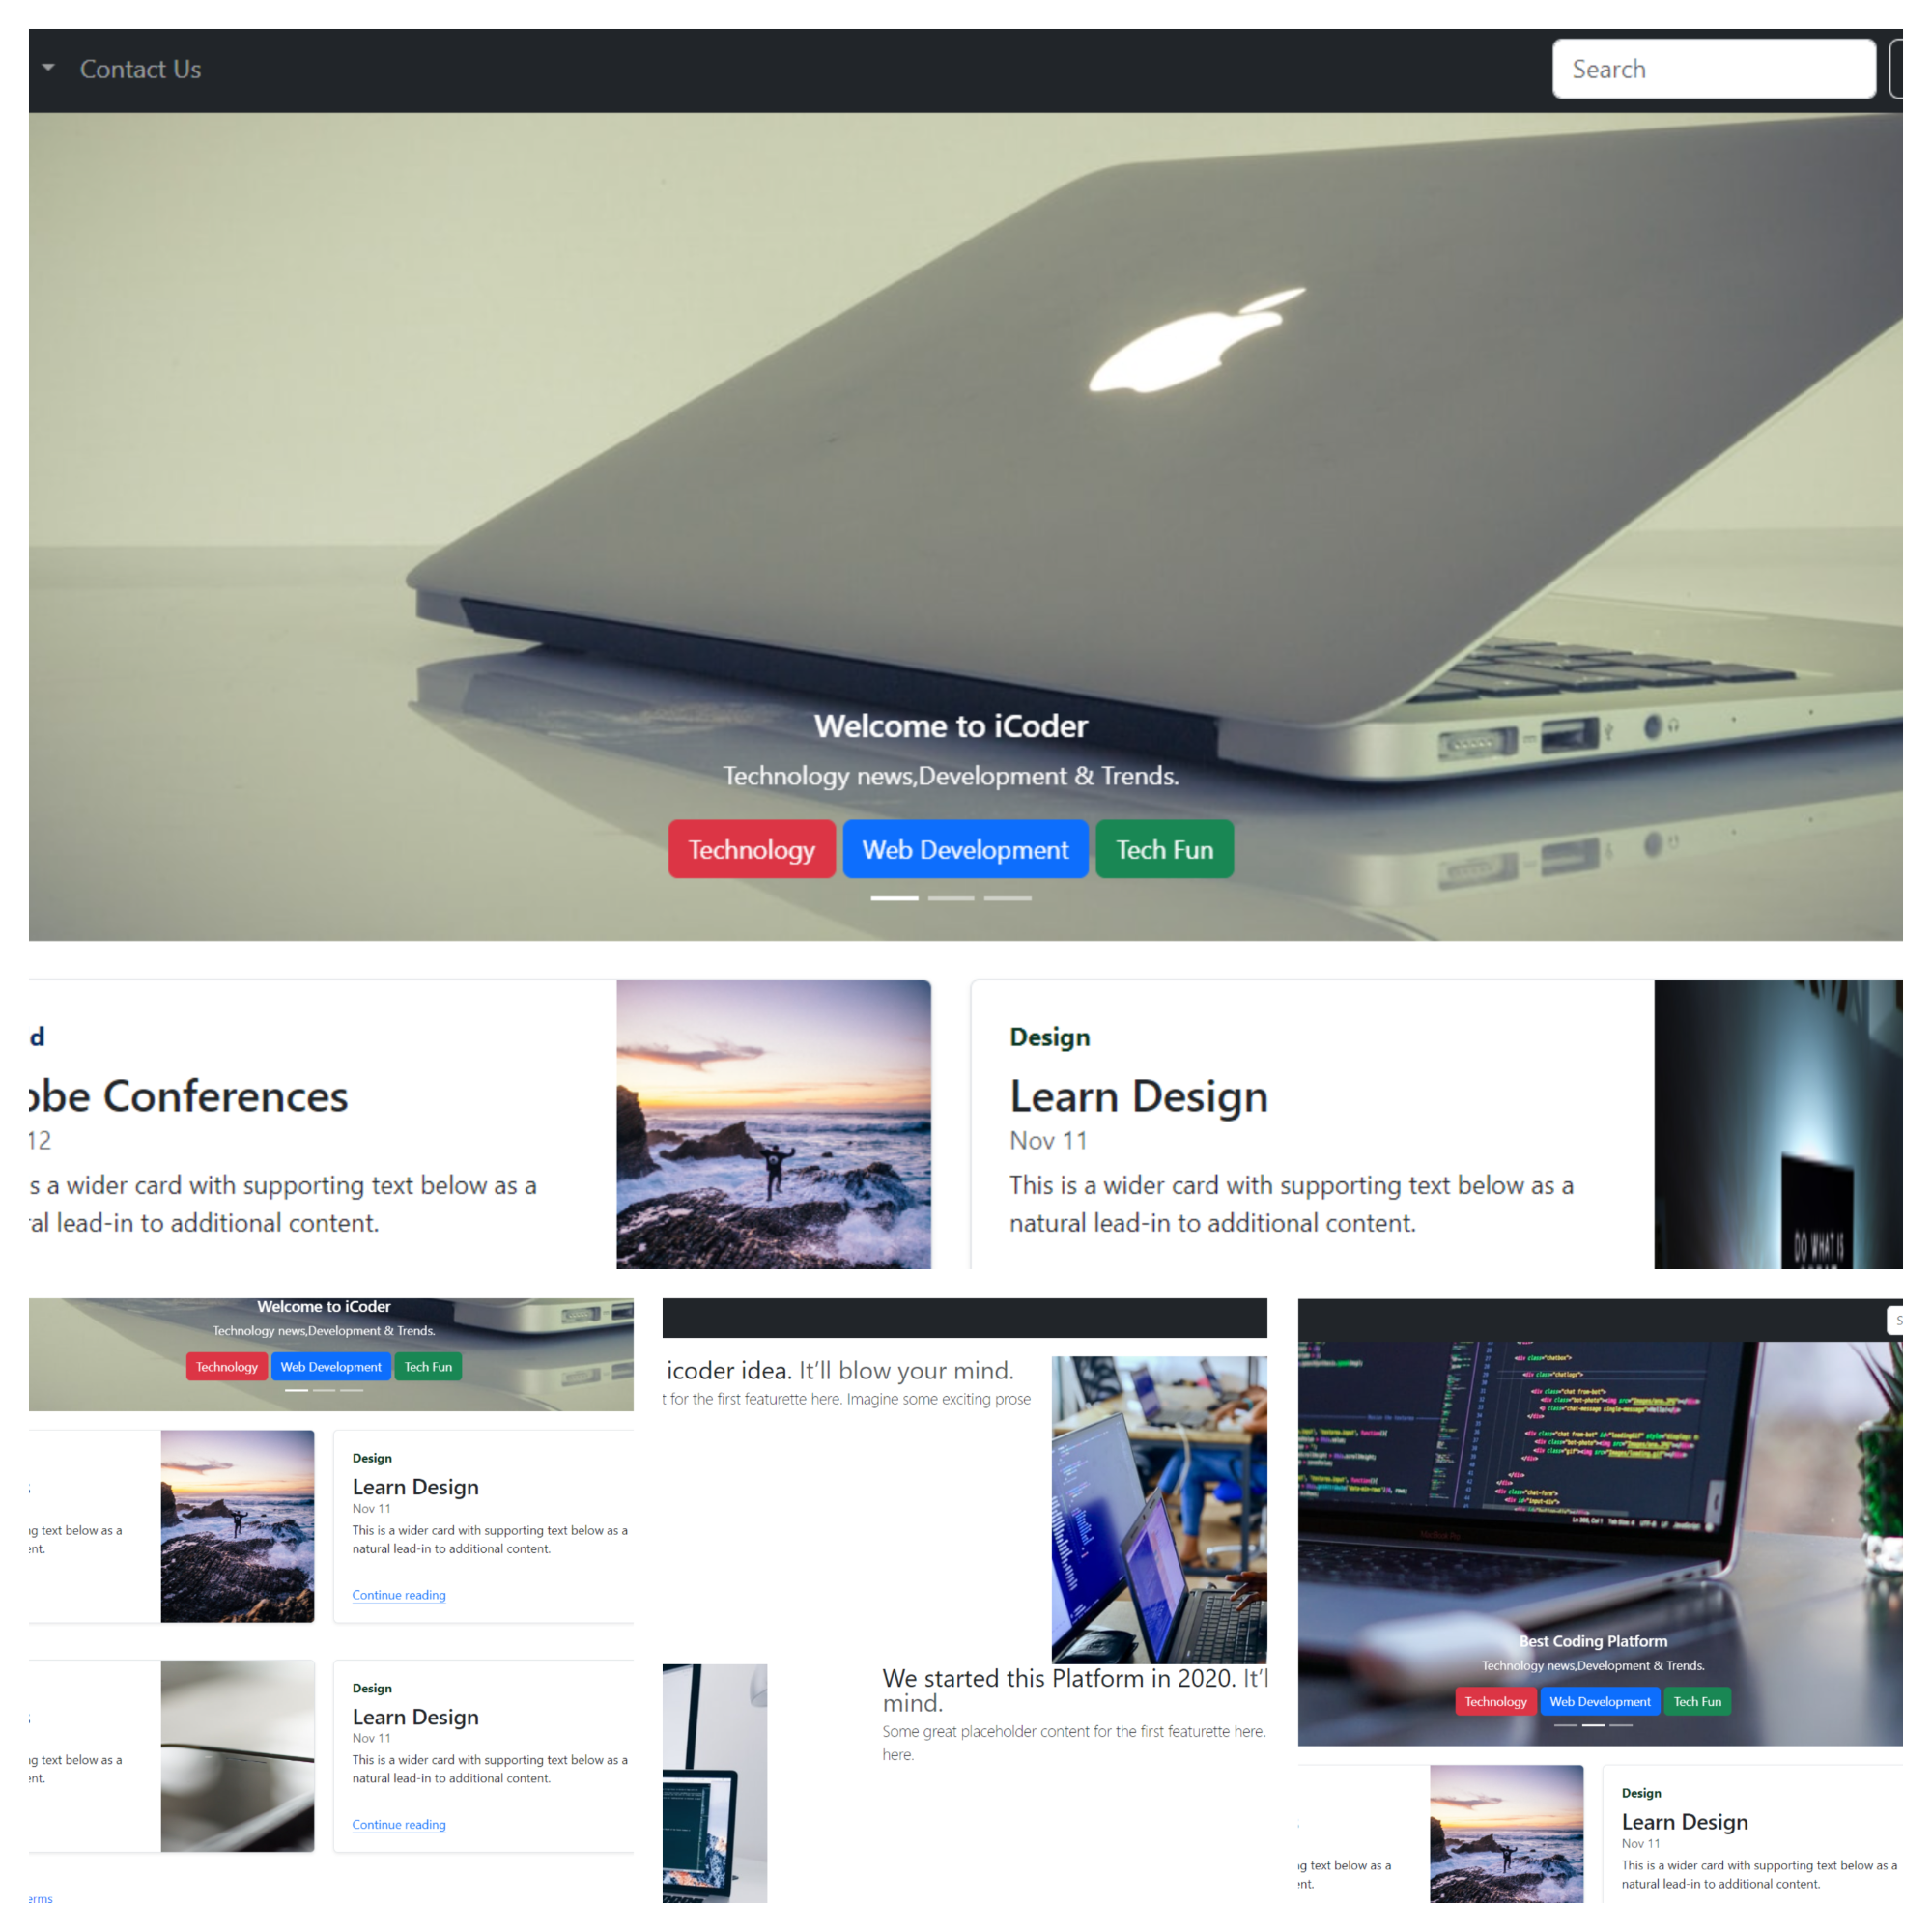 Contact Us
Search
Welcome to iCoder
Technology news,Development & Trends.
Technology Web Development Tech Fun
d
obe Conferences
12
s a wider card with supporting text below as a
al lead-in to additional content.
Design
Learn Design
Nov 11
This is a wider card with supporting text below as a
natural lead-in to additional content.
DO WHAT IS
Welcome to iCoder
Technology news,Development & Trends.
Technology Web Development Tech Fun
text below as a
nt.
Design
Learn Design
Nov 11
This is a wider card with supporting text below as a
natural lead-in to additional content.
Continue reading
text below as a
nt.
Design
Learn Design
Nov 11
This is a wider card with supporting text below as a
natural lead-in to additional content.
Continue reading
erms
icoder idea. It'll blow your mind.
t for the first featurette here. Imagine some exciting prose
We started this Platform in 2020. It'l
mind.
Some great placeholder content for the first featurette here.
here.
S
MacBook Pro
Best Coding Platform
Technology news,Development & Trends.
Technology Web Development Tech Fun
text below as a
nt.
Design
Learn Design
Nov 11
This is a wider card with supporting text below as a
natural lead-in to additional content.